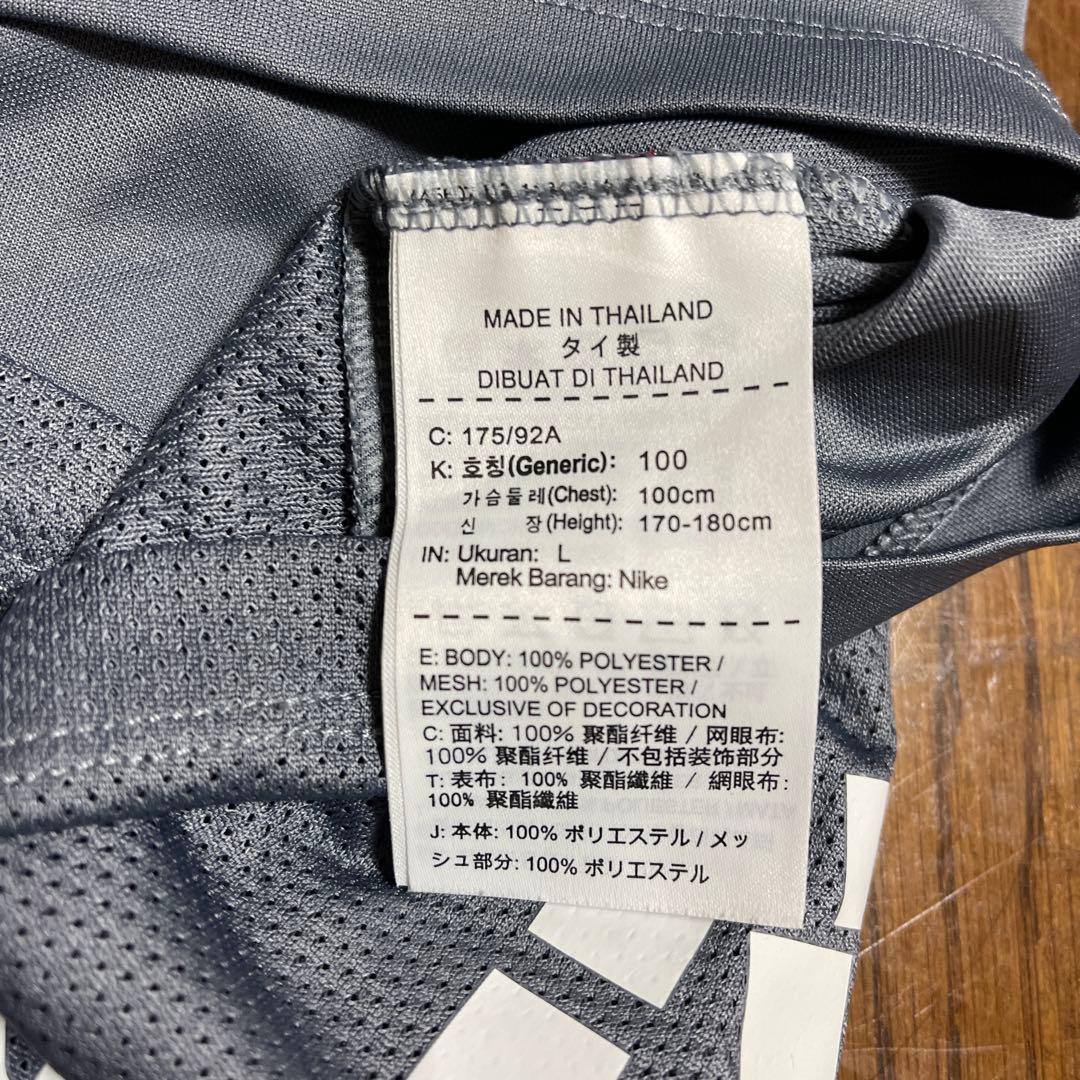 MADE IN THAILAND
タイ製
DIBUAT DI THAILAND
C: 175/92A
K: 호칭(Generic): 100
가슴둘레(Chest): 100cm
신 장(Height): 170-180cm
IN: Ukuran: L
Merek Barang: Nike
E: BODY: 100% POLYESTER /
MESH: 100% POLYESTER /
EXCLUSIVE OF DECORATION
C: 面料: 100% 聚酯纤维 / 网眼布:
100% 聚酯纤维 / 不包括装饰部分
T: 表布: 100% 聚酯纖維 / 網眼布:
100% 聚酯纖維
J: 本体: 100% ポリエステル / メッ
シュ部分: 100% ポリエステル